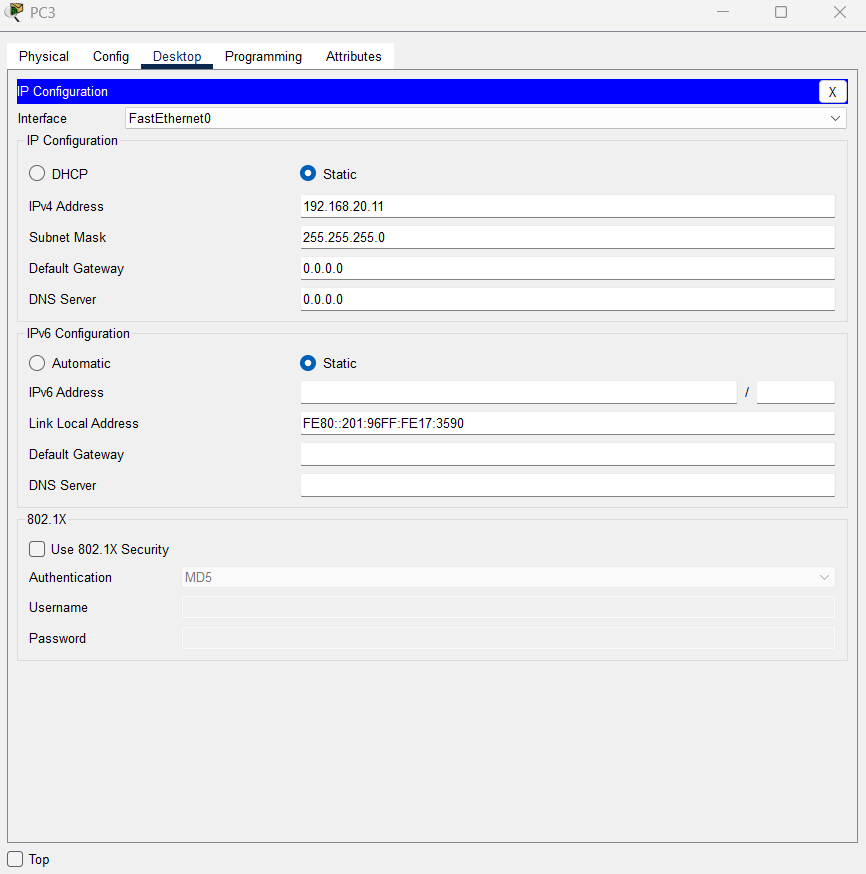 PC3
Physical Config Desktop Programming Attributes
IP Configuration X
Interface FastEthernet0
IP Configuration
DHCP Static
IPv4 Address 192.168.20.11
Subnet Mask 255.255.255.0
Default Gateway 0.0.0.0
DNS Server 0.0.0.0
IPv6 Configuration
Automatic Static
IPv6 Address /
Link Local Address FE80::201:96FF:FE17:3590
Default Gateway
DNS Server
802.1X
Use 802.1X Security
Authentication MD5
Username
Password
Top